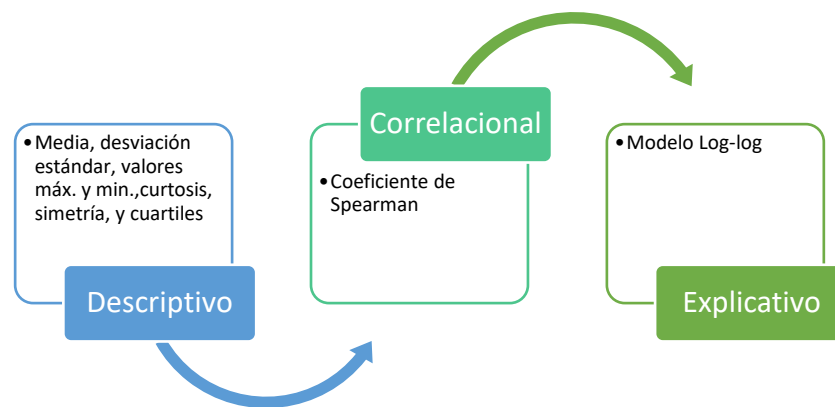 •Media, desviación
estándar, valores
máx. y min.,curtosis,
simetría, y cuartiles
Descriptivo
Correlacional
•Coeficiente de
Spearman
•Modelo Log-log
Explicativo